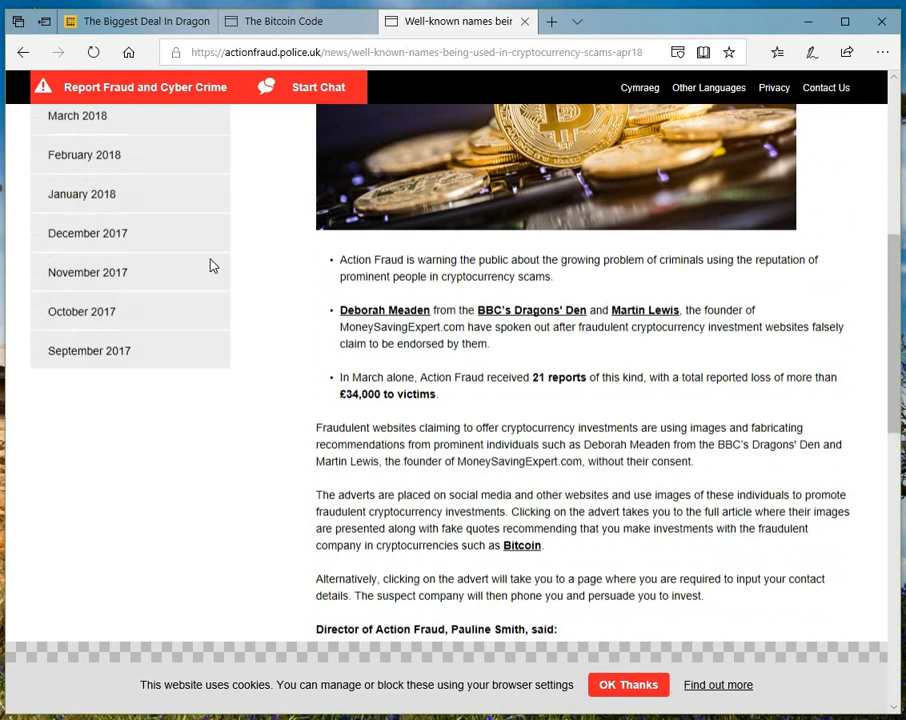 The Biggest Deal In Dragon
The Bitcoin Code
Well-known names bein
https://actionfraud.police.uk/news/well-known-names-being-used-in-cryptocurrency-scams-apr18
Report Fraud and Cyber Crime
Start Chat
Cymraeg
Other Languages
Privacy
Contact Us
March 2018
February 2018
January 2018
December 2017
November 2017
October 2017
September 2017
• Action Fraud is warning the public about the growing problem of criminals using the reputation of
prominent people in cryptocurrency scams.
• Deborah Meaden from the BBC's Dragons' Den and Martin Lewis, the founder of
MoneySavingExpert.com have spoken out after fraudulent cryptocurrency investment websites falsely
claim to be endorsed by them.
• In March alone, Action Fraud received 21 reports of this kind, with a total reported loss of more than
£34,000 to victims.
Fraudulent websites claiming to offer cryptocurrency investments are using images and fabricating
recommendations from prominent individuals such as Deborah Meaden from the BBC's Dragons' Den and
Martin Lewis, the founder of MoneySavingExpert.com, without their consent.
The adverts are placed on social media and other websites and use images of these individuals to promote
fraudulent cryptocurrency investments. Clicking on the advert takes you to the full article where their images
are presented along with fake quotes recommending that you make investments with the fraudulent
company in cryptocurrencies such as Bitcoin.
Alternatively, clicking on the advert will take you to a page where you are required to input your contact
details. The suspect company will then phone you and persuade you to invest.
Director of Action Fraud, Pauline Smith, said:
This website uses cookies. You can manage or block these using your browser settings
OK Thanks
Find out more